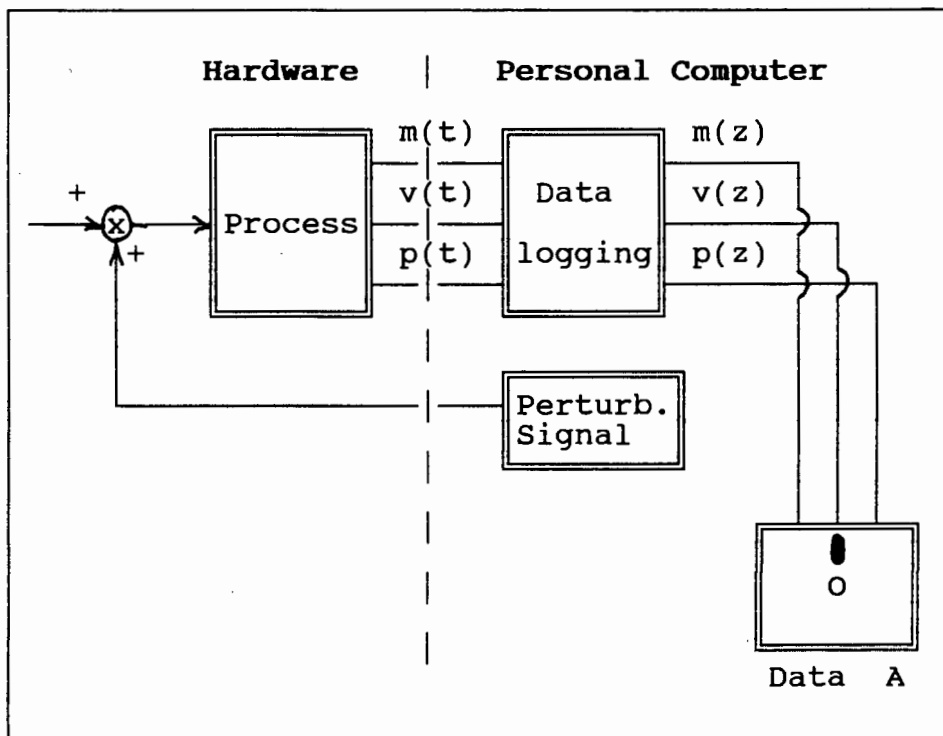 Hardware | Personal Computer
m(t) m(z)
+ v(t) Data v(z)
x Process
+ p(t) logging p(z)
Perturb.
Signal
O
Data A